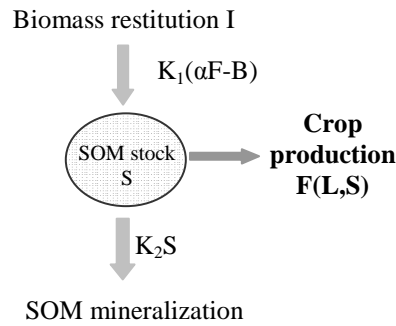 Biomass restitution I
K₁(αF-B)
SOM stock
S
Crop
production
F(L,S)
K₂S
SOM mineralization